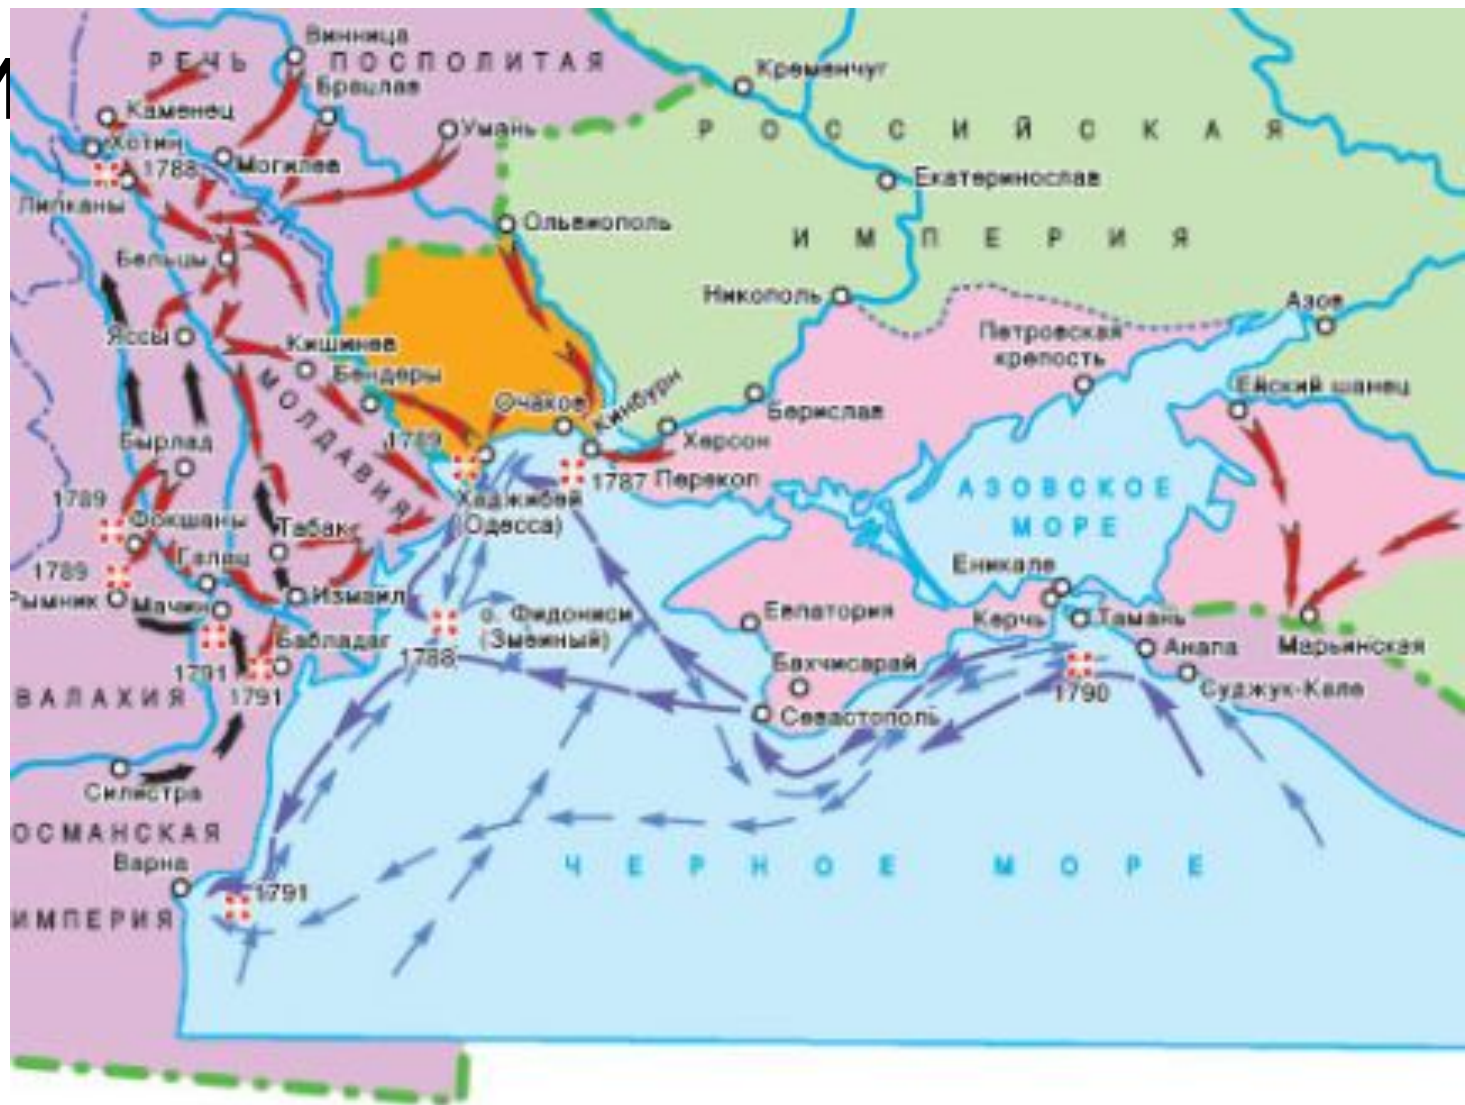 И
Винница
РЕЧЬ ПОСПОЛИТАЯ
Брацлав
Кременчуг
Каменец
Умань
РОССИЙСКАЯ
Хотин
1788
Могилев
Екатеринослав
Липканы
Ольвиополь
ИМПЕРИЯ
Бельцы
Никополь
Азов
Яссы
Кишинев
Петровская
крепость
Бендеры
МОЛДАВИЯ
Очаков
Кинбурн
Берислав
Ейский шанец
Бырлад
1789
Херсон
1787
Перекоп
1789
Хаджибей
(Одесса)
АЗОВСКОЕ
МОРЕ
Фокшаны
Табак
Галац
1789
Рымник
Мачин
Измаил
о. Фидониси
(Змеиный)
Еникале
Евпатория
Керчь
Тамань
Бабладаг
1788
Бахчисарай
Анапа
Марьинская
1791
1791
1790
Суджук-Кале
ВАЛАХИЯ
Севастополь
Силистра
ОСМАНСКАЯ
Варна
ЧЕРНОЕ МОРЕ
1791
ИМПЕРИЯ